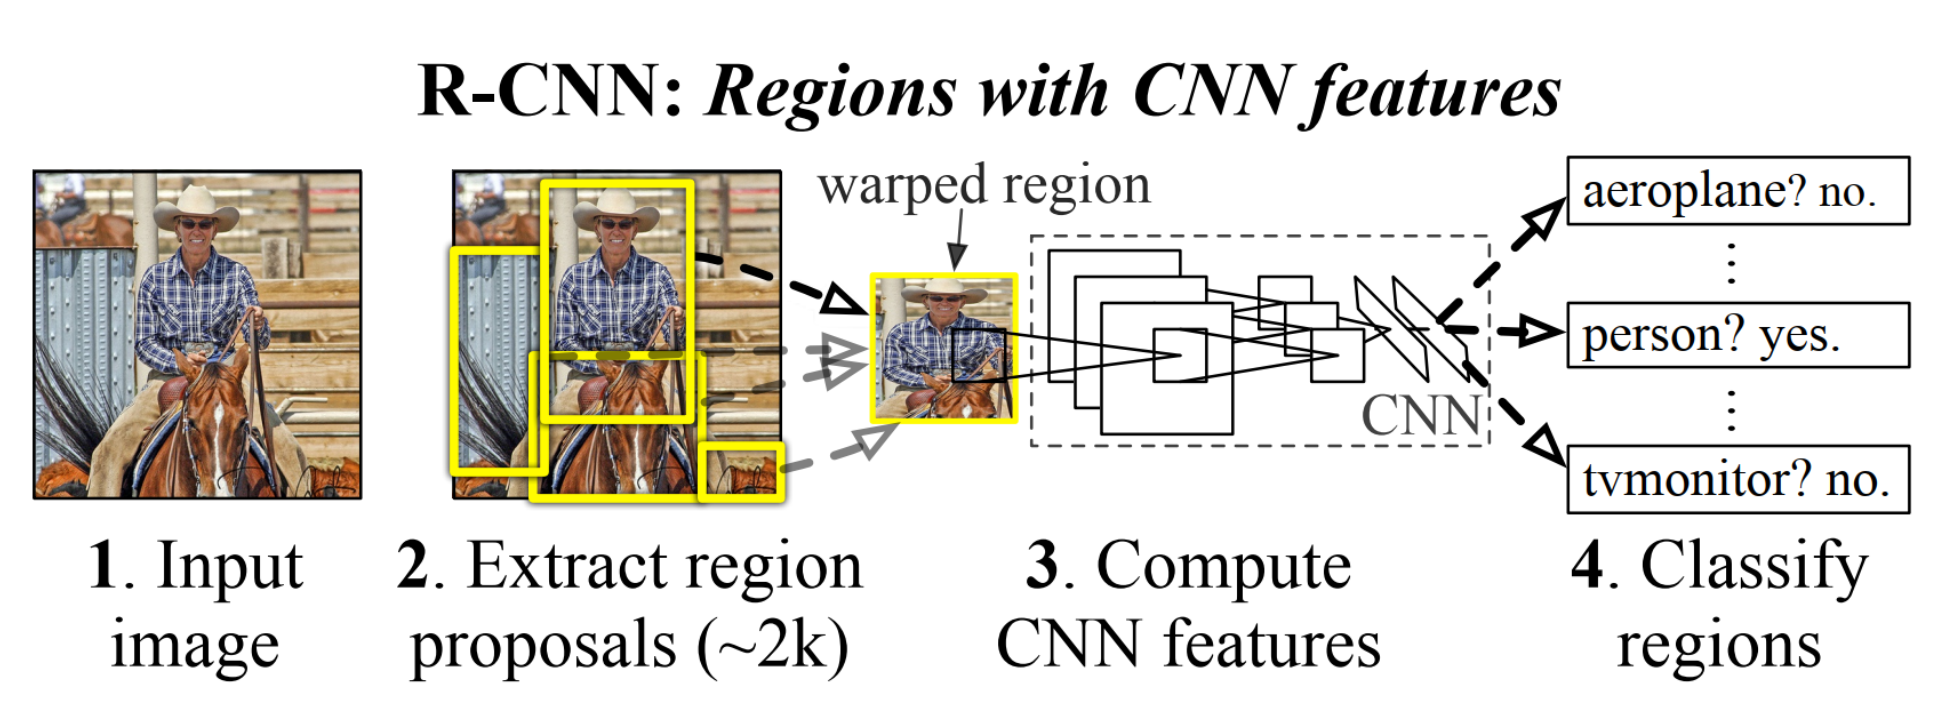 R-CNN: Regions with CNN features
warped region
aeroplane? no.
person? yes.
tvmonitor? no.
CNN
1. Input
image
2. Extract region
proposals (~2k)
3. Compute
CNN features
4. Classify
regions